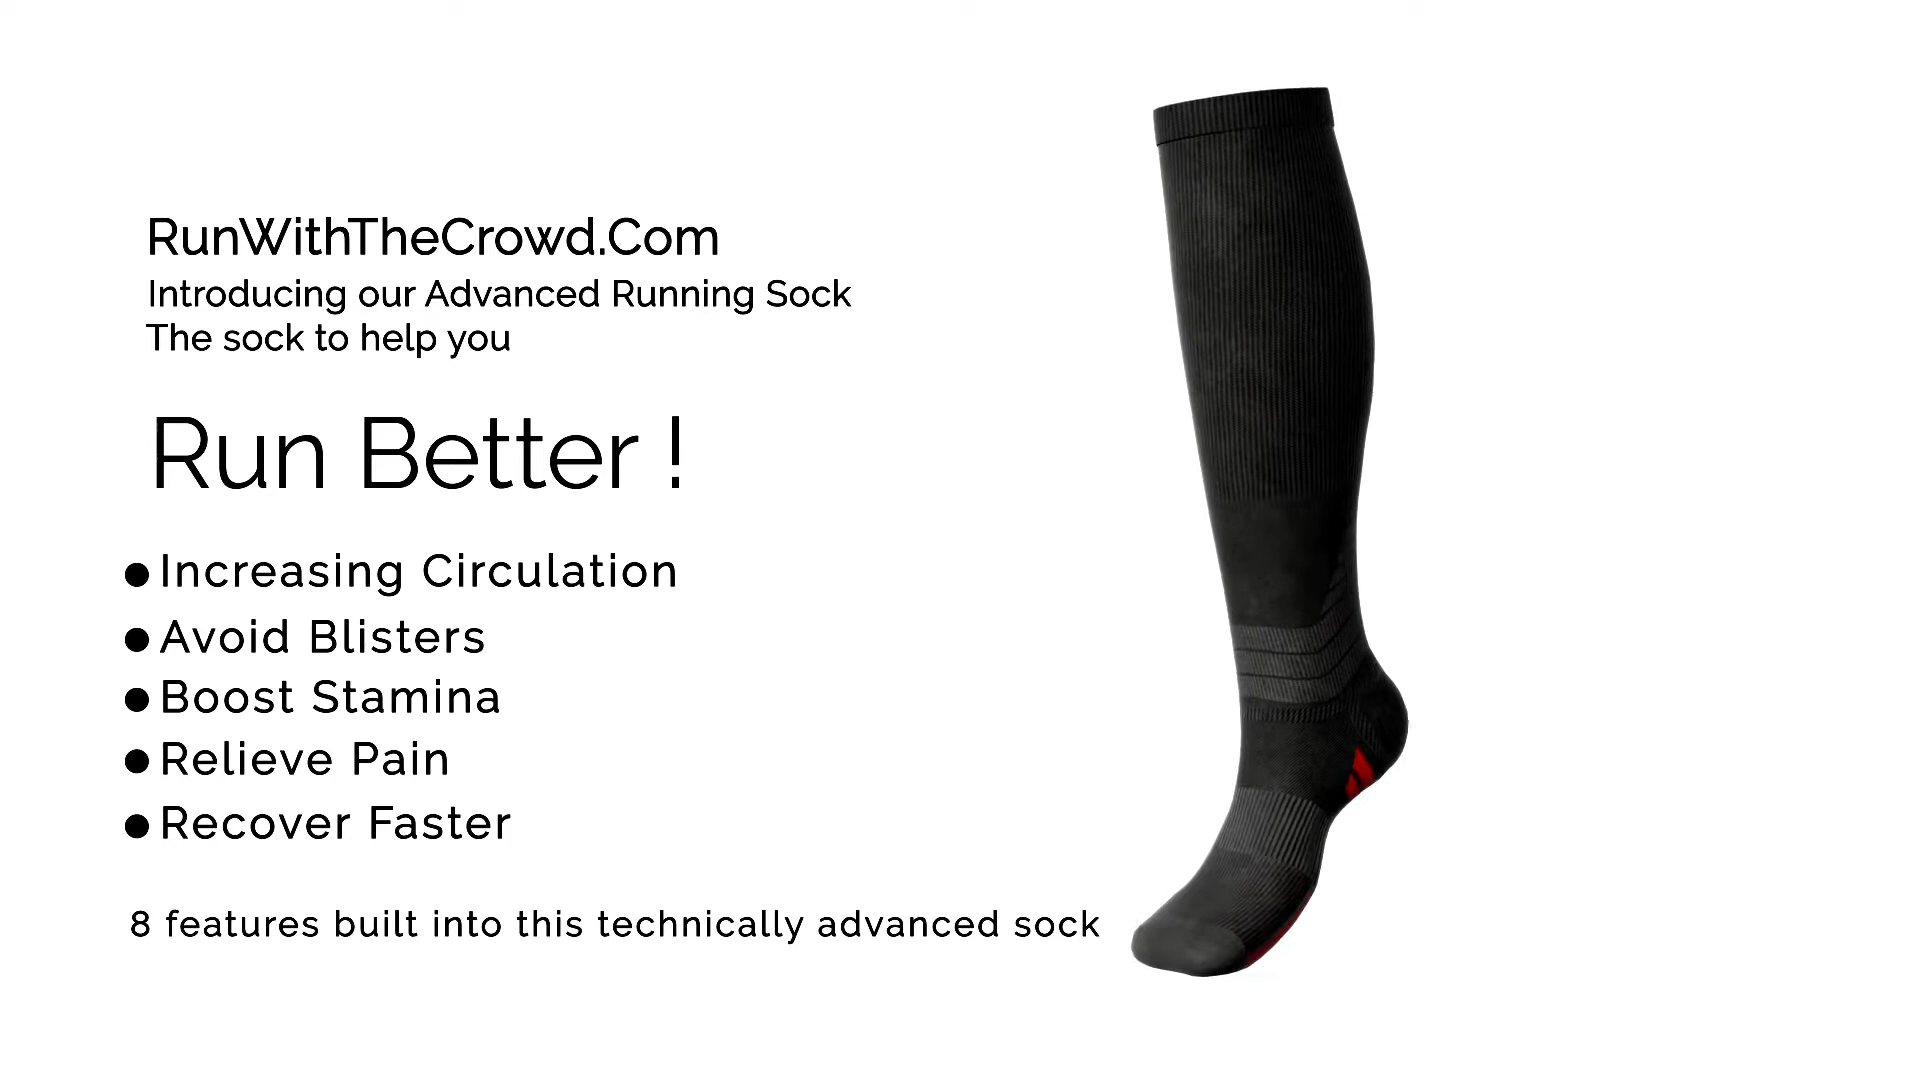 RunWithTheCrowd.Com
Introducing our Advanced Running Sock
The sock to help you
Run Better !
● Increasing Circulation
● Avoid Blisters
● Boost Stamina
● Relieve Pain
● Recover Faster
8 features built into this technically advanced sock